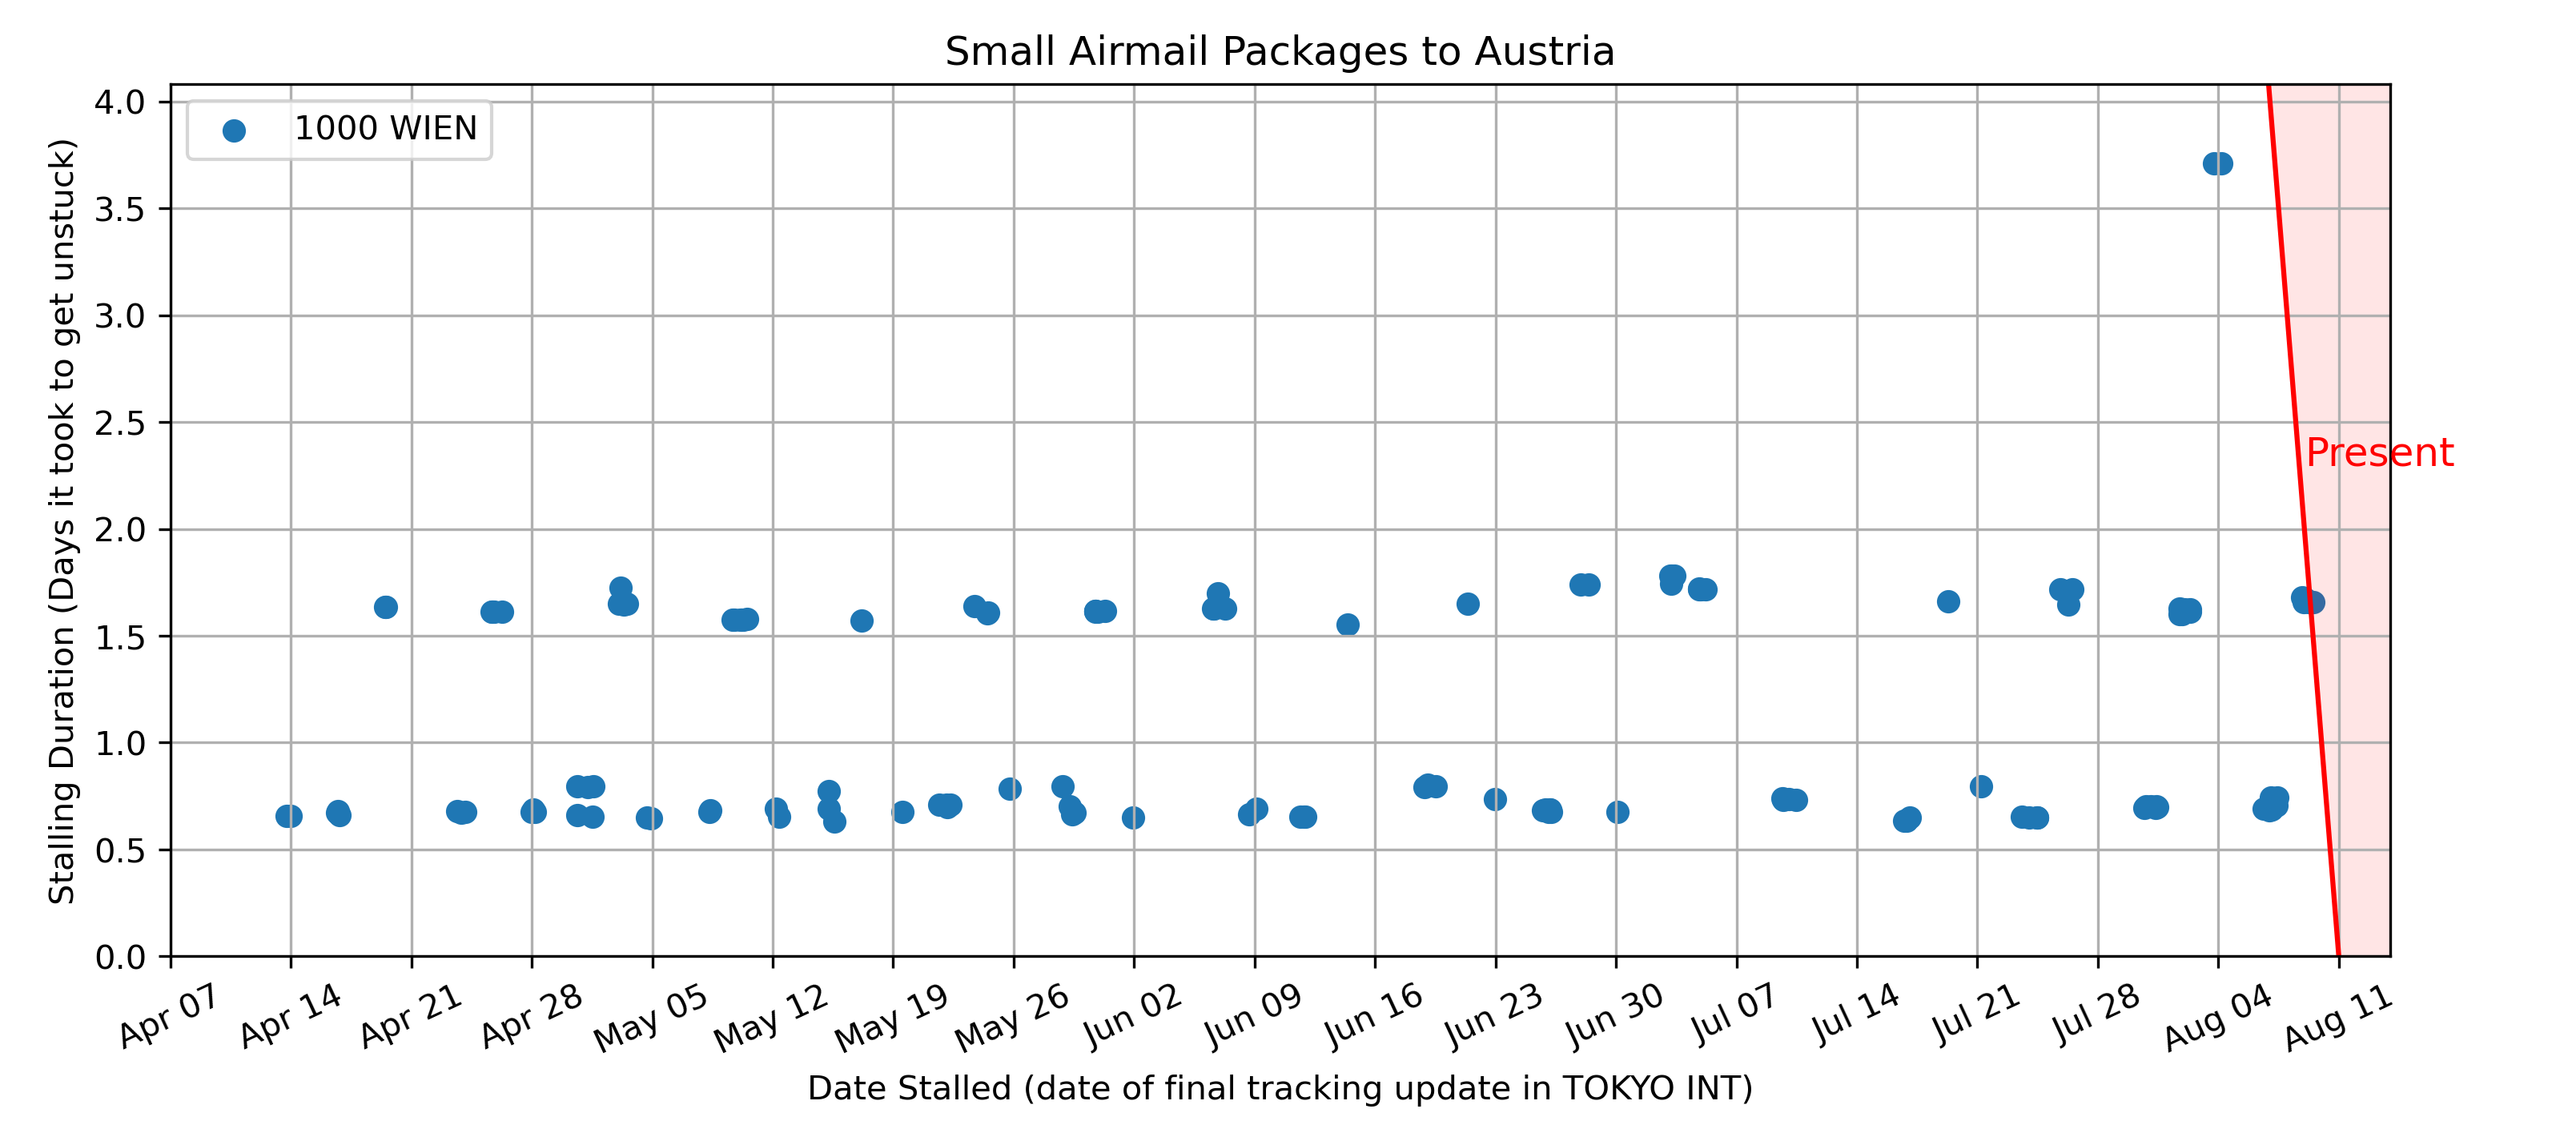 Small Airmail Packages to Austria
1000 WIEN
Stalling Duration (Days it took to get unstuck)
4.0
3.5
3.0
2.5
2.0
1.5
1.0
0.5
0.0
Present
Apr 07 Apr 14 Apr 21 Apr 28 May 05 May 12 May 19 May 26 Jun 02 Jun 09 Jun 16 Jun 23 Jun 30 Jul 07 Jul 14 Jul 21 Jul 28 Aug 04 Aug 11
Date Stalled (date of final tracking update in TOKYO INT)